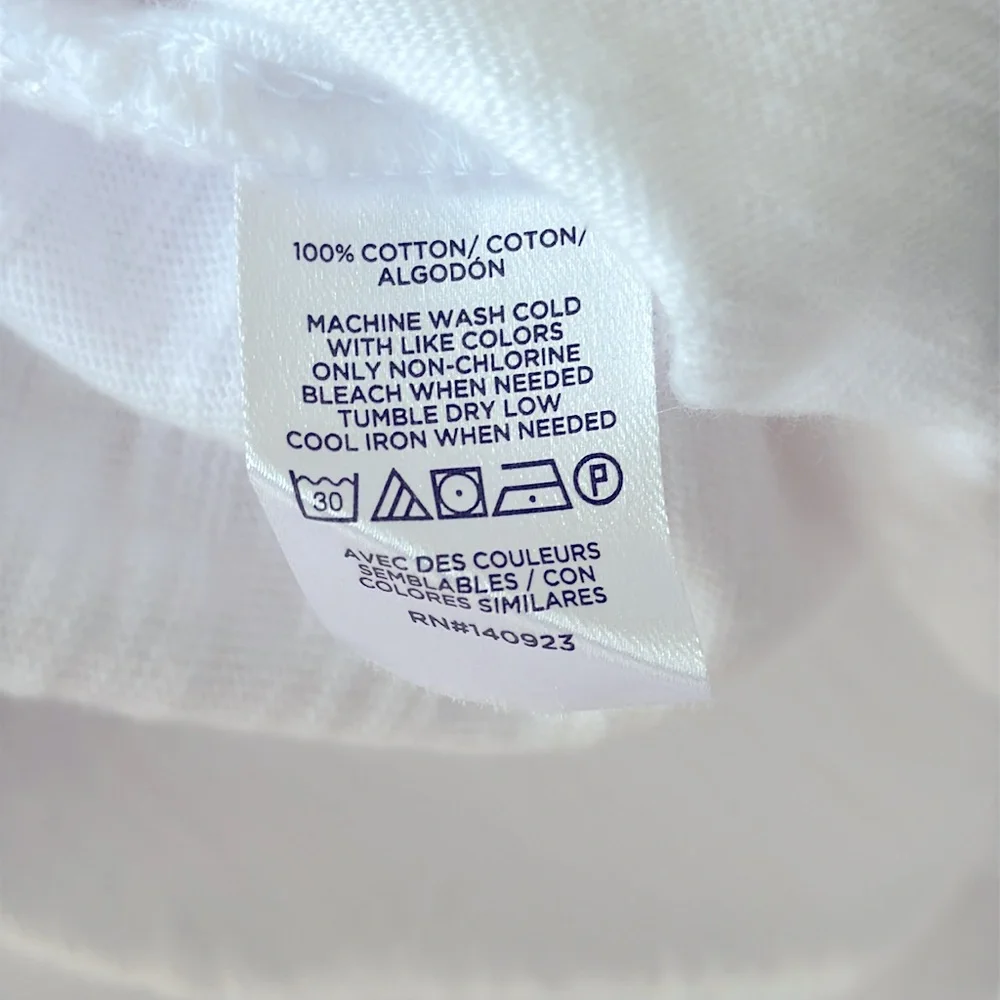 100% COTTON/ COTON/
ALGODÓN
MACHINE WASH COLD
WITH LIKE COLORS
ONLY NON-CHLORINE
BLEACH WHEN NEEDED
TUMBLE DRY LOW
COOL IRON WHEN NEEDED
30 P
AVEC DES COULEURS
SEMBLABLES / CON
COLORES SIMILARES
RN#140923